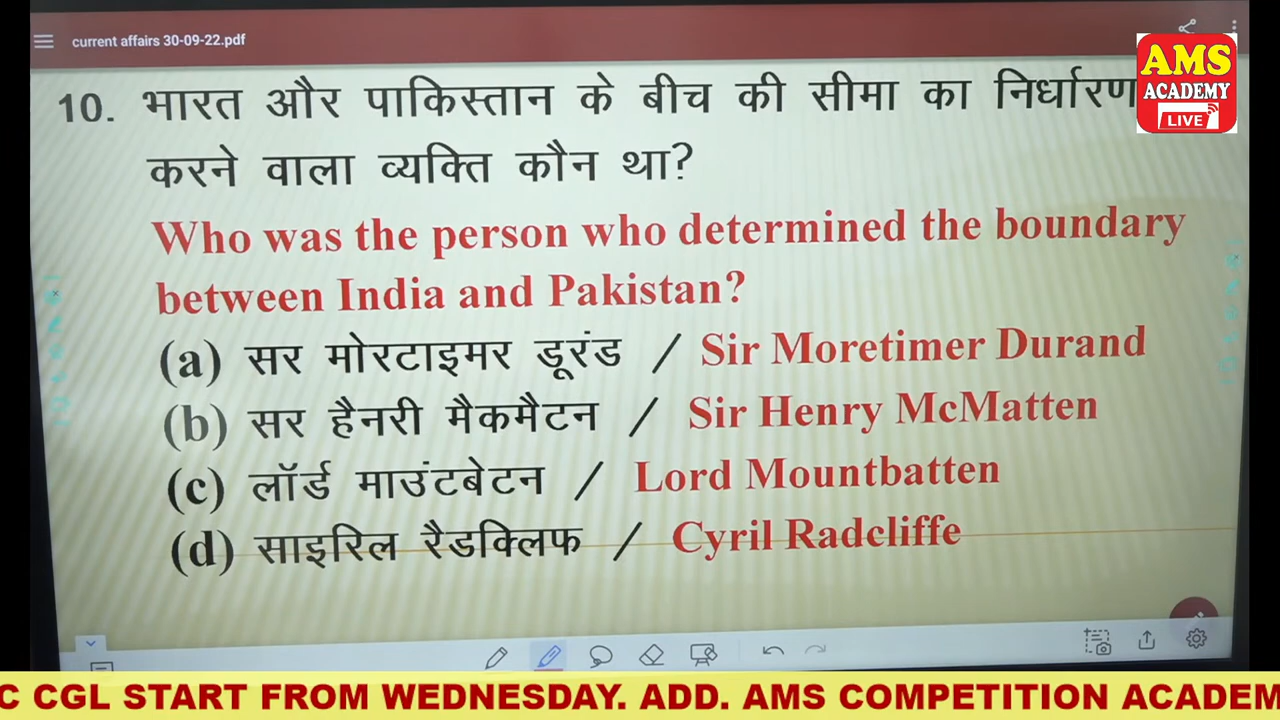 current affairs 30-09-22.pdf
AMS
ACADEMY
LIVE
10. भारत और पाकिस्तान के बीच की सीमा का निर्धारण
करने वाला व्यक्ति कौन था?
Who was the person who determined the boundary
between India and Pakistan?
(a) सर मोरटाइमर डूरंड / Sir Moretimer Durand
(b) सर हैनरी मैकमैटन / Sir Henry McMatten
(c) लॉर्ड माउंटबेटन / Lord Mountbatten
(d) साइरिल रैडक्लिफ / Cyril Radcliffe
C CGL START FROM WEDNESDAY. ADD. AMS COMPETITION ACADEM